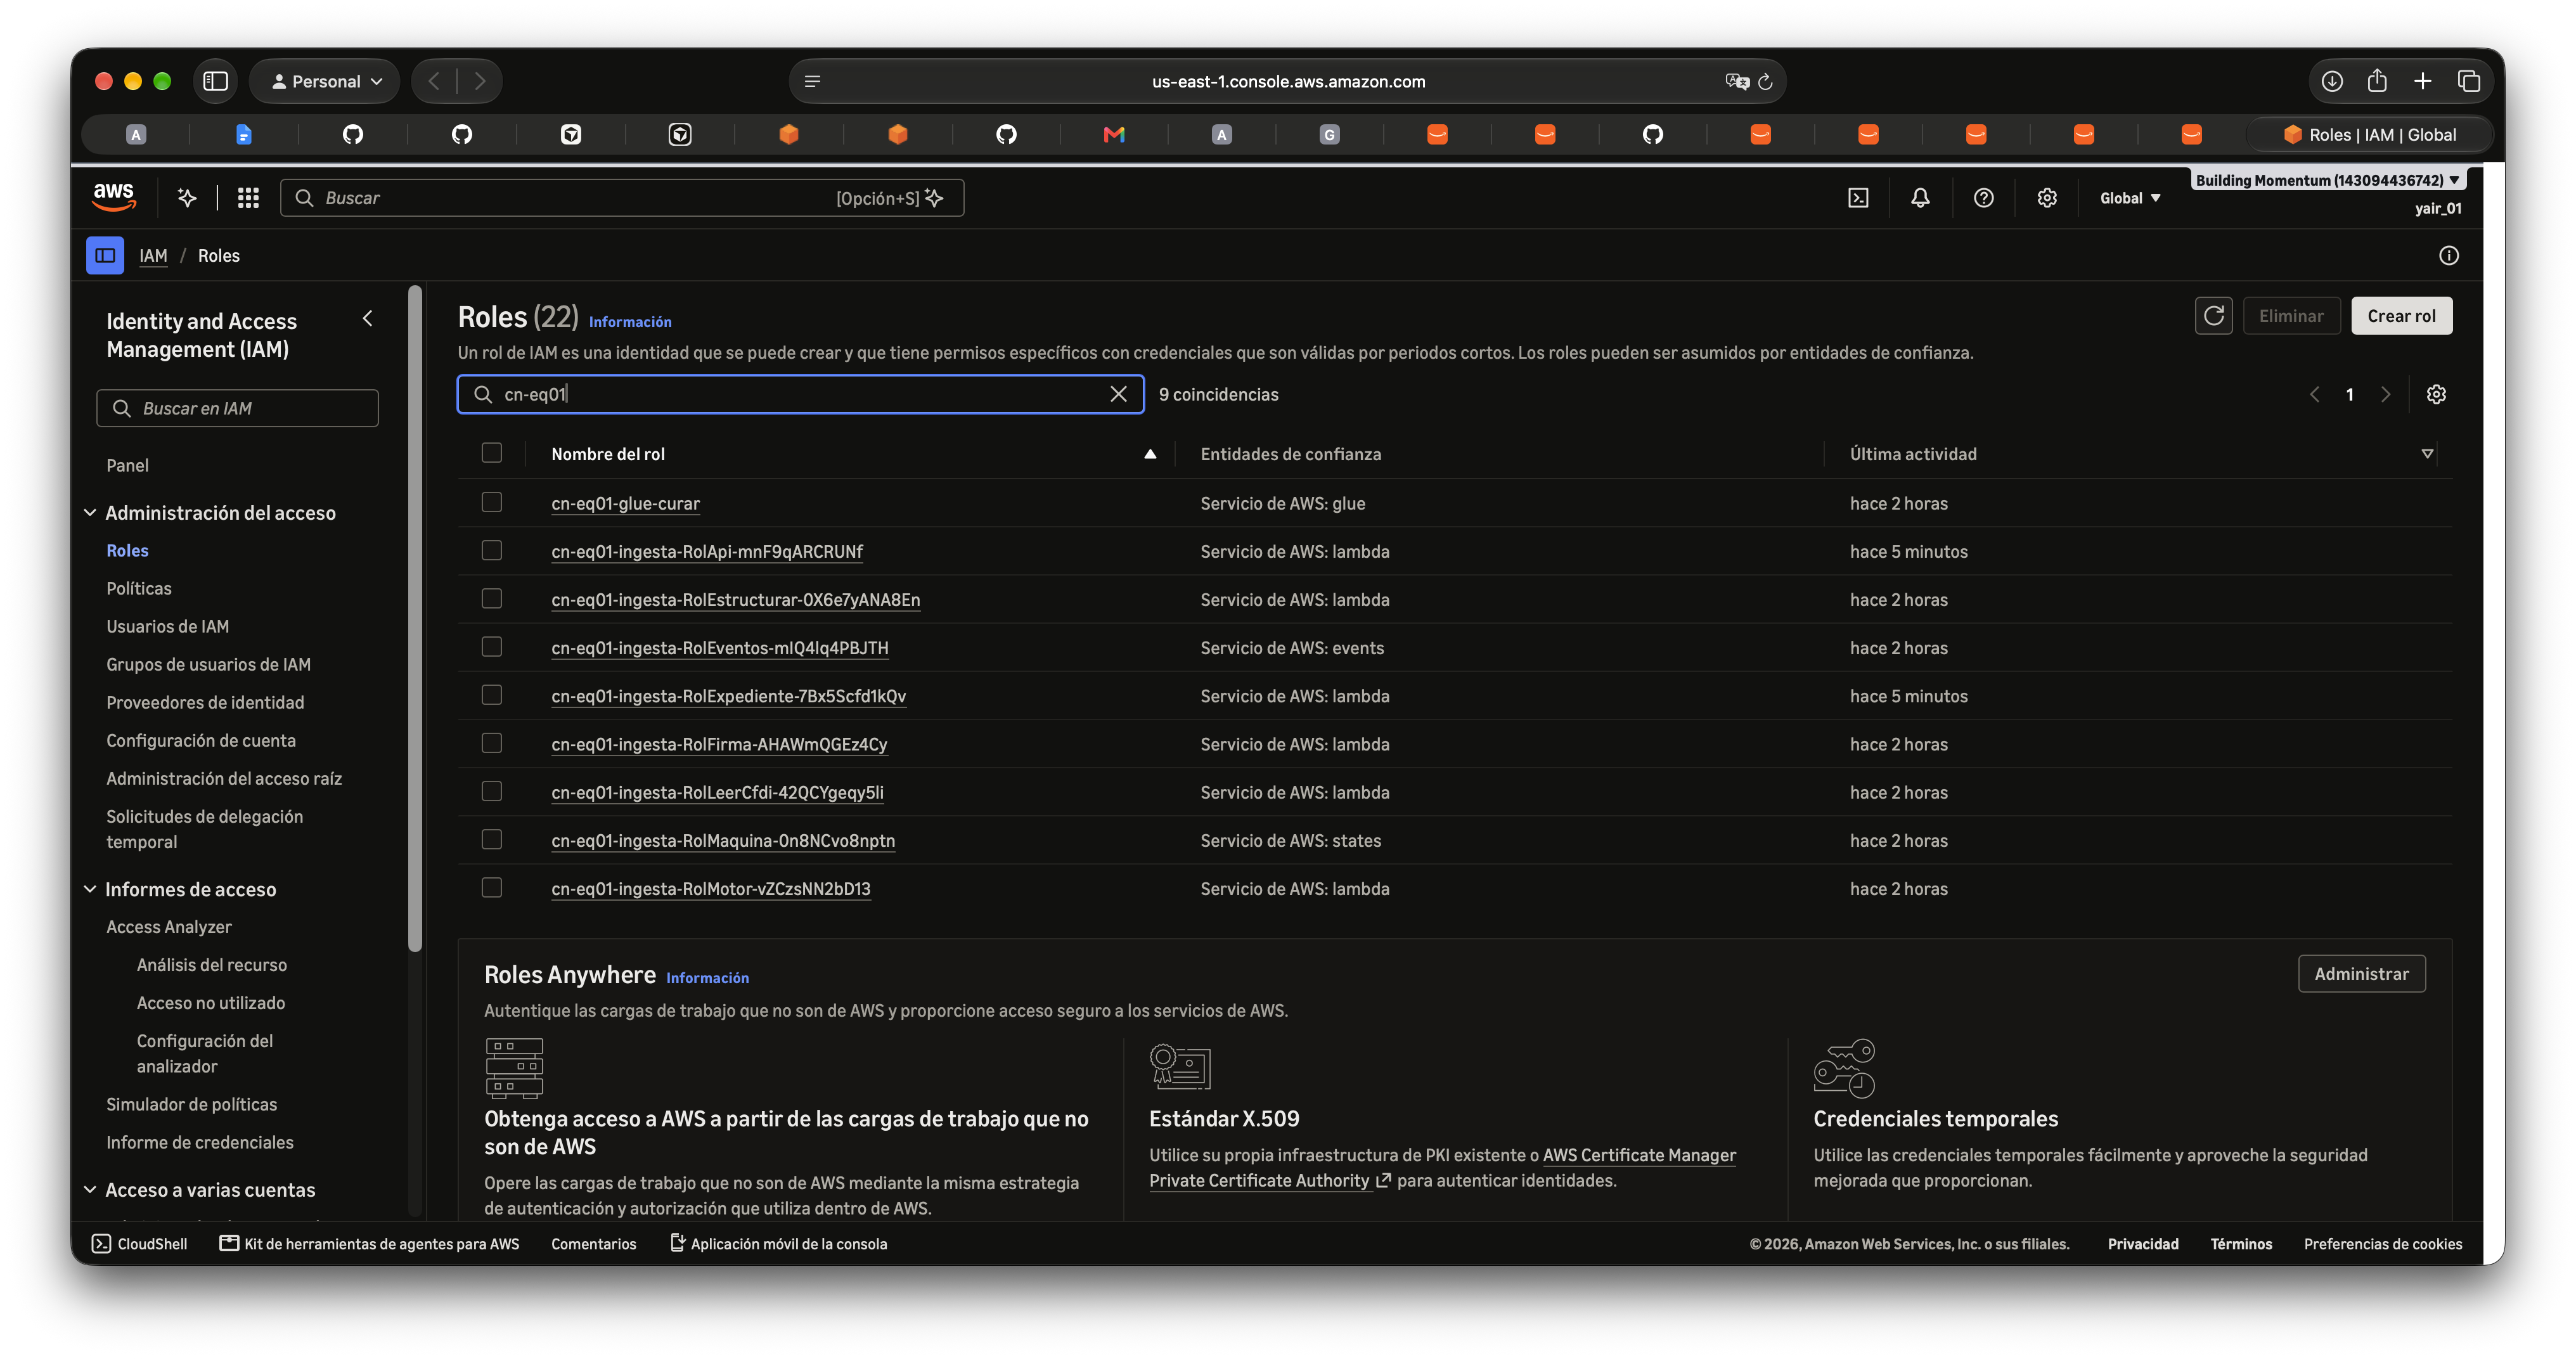 Personal
us-east-1.console.aws.amazon.com
A
A
G
Roles | IAM | Global
aws
Buscar
[Opción+S]
Global
Building Momentum (143094436742)
yair_01
IAM / Roles
Identity and Access
Management (IAM)
Buscar en IAM
Panel
Administración del acceso
Roles
Políticas
Usuarios de IAM
Grupos de usuarios de IAM
Proveedores de identidad
Configuración de cuenta
Administración del acceso raíz
Solicitudes de delegación
temporal
Informes de acceso
Access Analyzer
Análisis del recurso
Acceso no utilizado
Configuración del
analizador
Simulador de políticas
Informe de credenciales
Acceso a varias cuentas
Roles (22) Información
Eliminar
Crear rol
Un rol de IAM es una identidad que se puede crear y que tiene permisos específicos con credenciales que son válidas por periodos cortos. Los roles pueden ser asumidos por entidades de confianza.
cn-eq01
9 coincidencias
1
Nombre del rol Entidades de confianza Última actividad
cn-eq01-glue-curar Servicio de AWS: glue hace 2 horas
cn-eq01-ingesta-RolApi-mnF9qARCRUNf Servicio de AWS: lambda hace 5 minutos
cn-eq01-ingesta-RolEstructurar-0X6e7yANA8En Servicio de AWS: lambda hace 2 horas
cn-eq01-ingesta-RolEventos-mIQ4lq4PBJTH Servicio de AWS: events hace 2 horas
cn-eq01-ingesta-RolExpediente-7Bx5Scfd1kQv Servicio de AWS: lambda hace 5 minutos
cn-eq01-ingesta-RolFirma-AHAWmQGEz4Cy Servicio de AWS: lambda hace 2 horas
cn-eq01-ingesta-RolLeerCfdi-42QCYgeqy5li Servicio de AWS: lambda hace 2 horas
cn-eq01-ingesta-RolMaquina-0n8NCvo8nptn Servicio de AWS: states hace 2 horas
cn-eq01-ingesta-RolMotor-vZCzsNN2bD13 Servicio de AWS: lambda hace 2 horas
Roles Anywhere Información
Administrar
Autentique las cargas de trabajo que no son de AWS y proporcione acceso seguro a los servicios de AWS.
Obtenga acceso a AWS a partir de las cargas de trabajo que no
son de AWS
Opere las cargas de trabajo que no son de AWS mediante la misma estrategia
de autenticación y autorización que utiliza dentro de AWS.
Estándar X.509
Utilice su propia infraestructura de PKI existente o AWS Certificate Manager
Private Certificate Authority para autenticar identidades.
Credenciales temporales
Utilice las credenciales temporales fácilmente y aproveche la seguridad
mejorada que proporcionan.
CloudShell
Kit de herramientas de agentes para AWS
Comentarios
Aplicación móvil de la consola
© 2026, Amazon Web Services, Inc. o sus filiales.
Privacidad
Términos
Preferencias de cookies